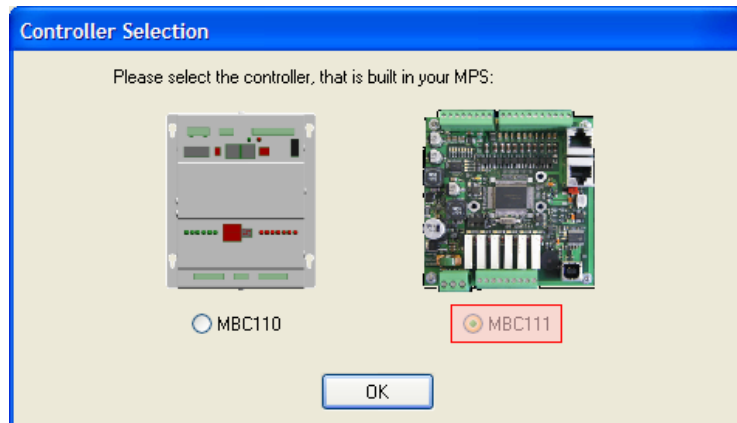 Controller Selection
Please select the controller, that is built in your MPS:
MBC110
MBC111
OK